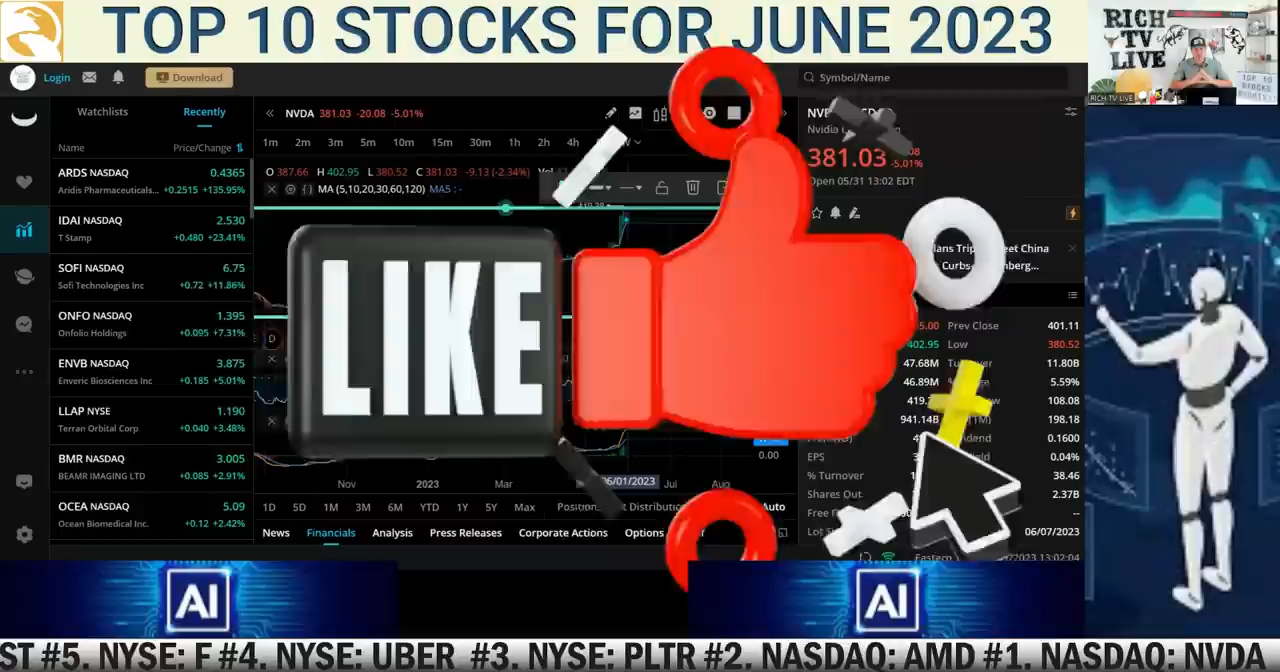 TOP 10 STOCKS FOR JUNE 2023
RICH
TV
LIVE
TOP 10
STOCKS
RICH TV LIVE
Login
Download
Symbol/Name
Watchlists
Recently
Name
Price/Change
ARDS NASDAQ
0.4365
Aridis Pharmaceuticals...
+0.2515 +135.95%
IDAI NASDAQ
2.530
T Stamp
+0.480 +23.41%
SOFI NASDAQ
6.75
Sofi Technologies Inc
+0.72 +11.86%
ONFO NASDAQ
1.395
Onfolio Holdings
+0.095 +7.31%
ENVB NASDAQ
3.875
Enveric Biosciences Inc
+0.185 +5.01%
LLAP NYSE
1.190
Terran Orbital Corp
+0.040 +3.48%
BMR NASDAQ
3.005
BEAMR IMAGING LTD
+0.085 +2.91%
OCEA NASDAQ
5.09
Ocean Biomedical Inc.
+0.12 +2.42%
NVDA 381.03 -20.08 -5.01%
1m 2m 3m 5m 10m 15m 30m 1h 2h 4h
O 387.66 H 402.95 L 380.52 C 381.03 -9.13 (-2.34%)
MA (5,10,20,30,60,120) MA5: -
D
LIKE
0.00
Nov 2023 Mar 06/01/2023 Jul Aug
1D 5D 1M 3M 6M YTD 1Y 5Y Max
Auto
News Financials Analysis Press Releases Corporate Actions Options
Nvidia
381.03
-5.01%
Open 05/31 13:02 EDT
Prev Close 401.11
402.95 Low 380.52
47.68M
11.80B
46.89M
5.59%
108.08
941.14B
198.18
0.1600
EPS
0.04%
% Turnover
38.46
Shares Out
2.37B
--
06/07/2023
13:02:04
AI
AI
ST #5. NYSE: F #4. NYSE: UBER #3. NYSE: PLTR #2. NASDAQ: AMD #1. NASDAQ: NVDA